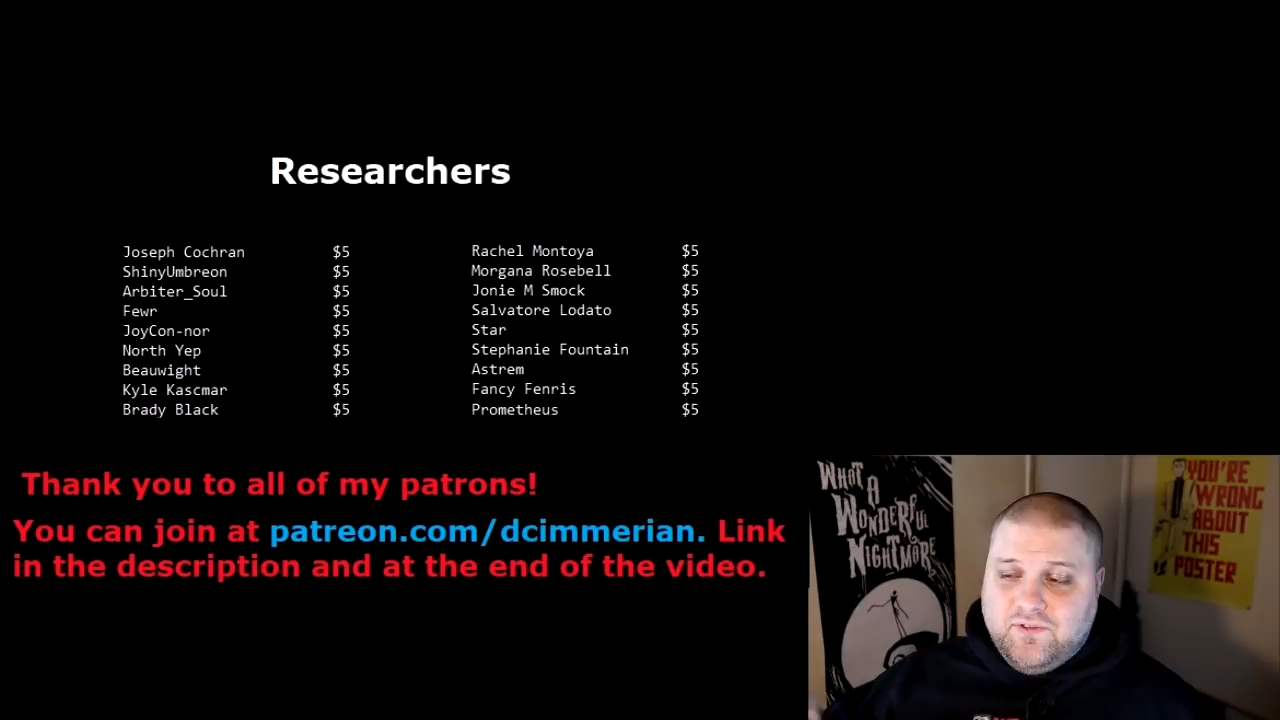 Researchers
Joseph Cochran $5 Rachel Montoya $5
ShinyUmbreon $5 Morgana Rosebell $5
Arbiter_Soul $5 Jonie M Smock $5
Fewr $5 Salvatore Lodato $5
JoyCon-nor $5 Star $5
North Yep $5 Stephanie Fountain $5
Beauwight $5 Astrem $5
Kyle Kascmar $5 Fancy Fenris $5
Brady Black $5 Prometheus $5
Thank you to all of my patrons!
You can join at patreon.com/dcimmerian. Link
in the description and at the end of the video.
WHAT
A
WONDERFUL
NIGHTMARE
YOU'RE
WRONG
ABOUT
THIS
POSTER